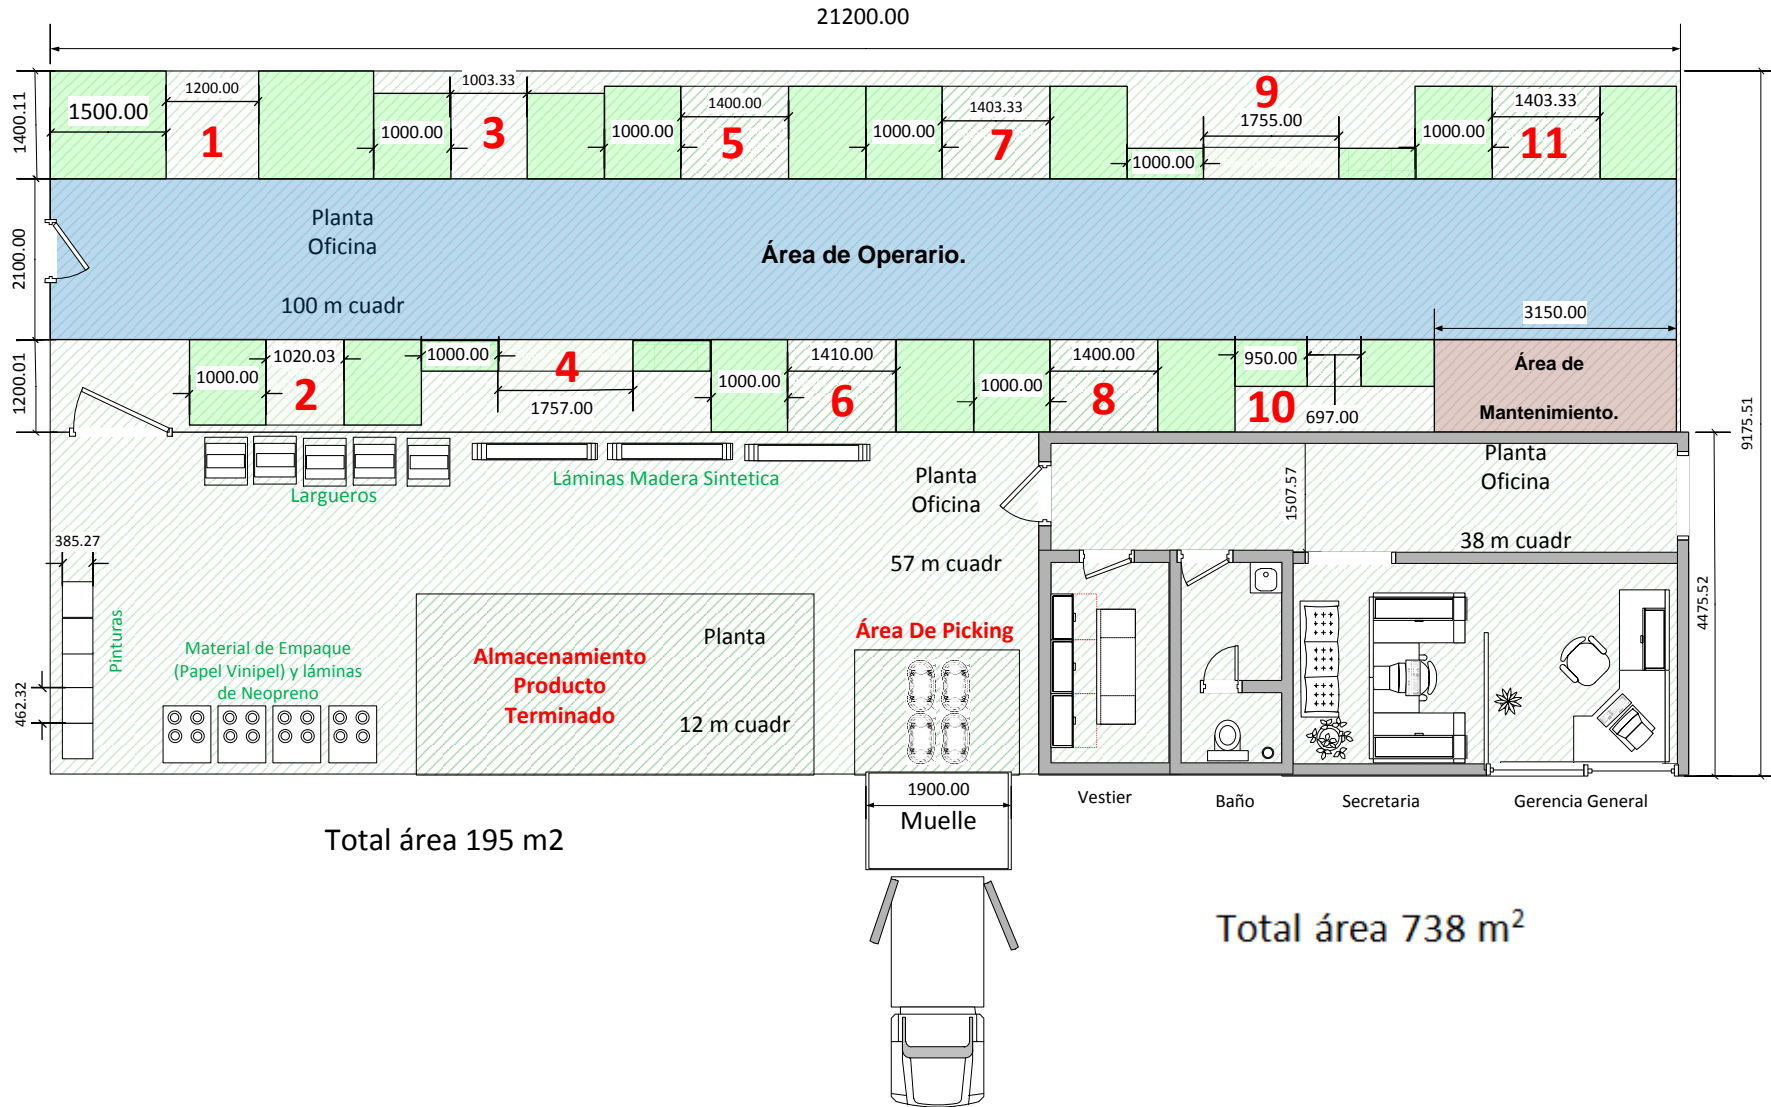 21200.00
1400.11
1500.00
1200.00
1
1000.00
1003.33
3
1000.00
1400.00
5
1000.00
1403.33
7
9
1755.00
1000.00
1000.00
1403.33
11
2100.00
Planta
Oficina
100 m cuadr
Área de Operario.
3150.00
1200.01
1000.00
1020.03
2
1000.00
4
1757.00
1000.00
1410.00
6
1000.00
1400.00
8
950.00
10
697.00
Área de
Mantenimiento.
9175.51
Largueros
Láminas Madera Sintetica
Planta
Oficina
57 m cuadr
1507.57
Planta
Oficina
38 m cuadr
4475.52
385.27
Pinturas
462.32
Material de Empaque
(Papel Vinipel) y láminas
de Neopreno
Almacenamiento
Producto
Terminado
Planta
12 m cuadr
Área De Picking
1900.00
Muelle
Vestier
Baño
Secretaria
Gerencia General
Total área 195 m2
Total área 738 m²